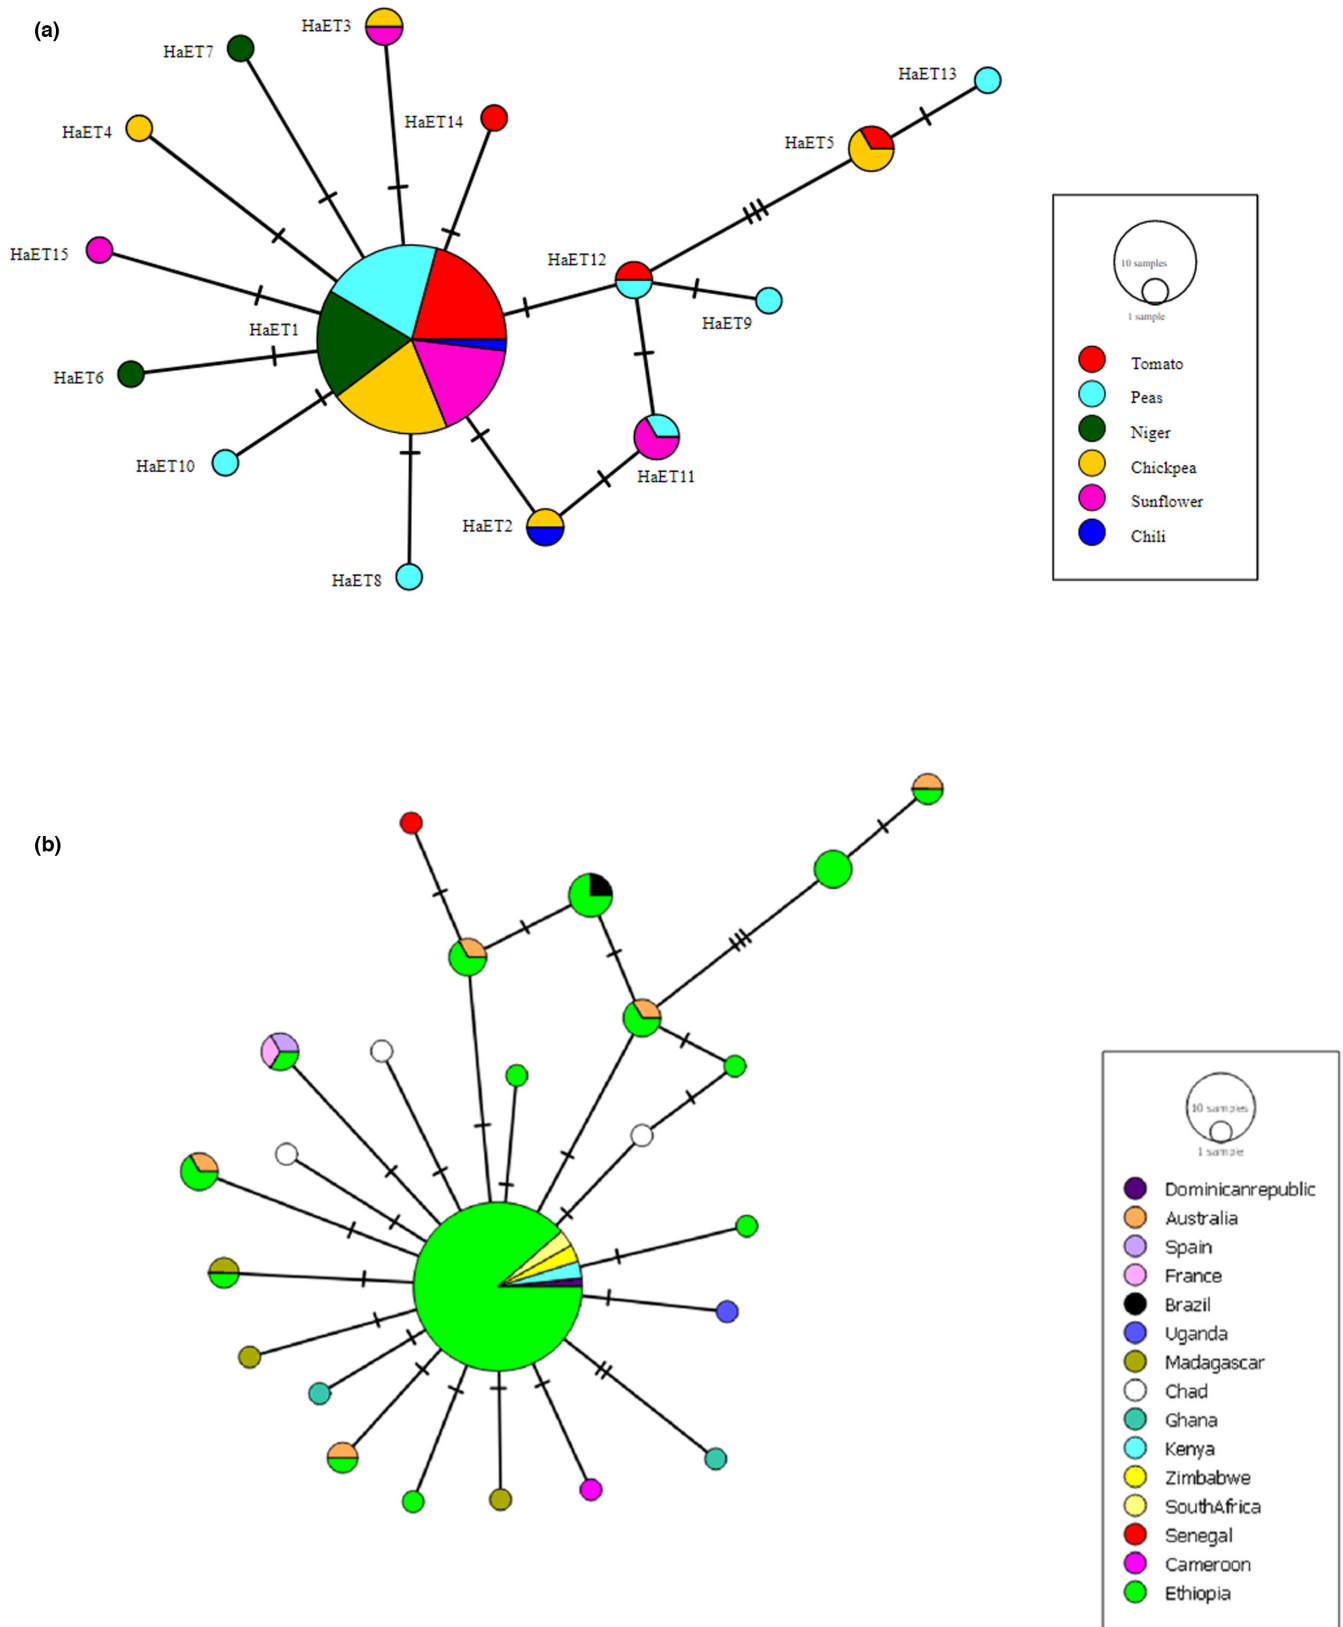 (a)
HaET3
HaET7
HaET13
HaET14
HaET4
HaET5
HaET15
HaET12
HaET1
HaET9
HaET6
HaET10
HaET11
HaET2
HaET8
10 samples
1 sample
Tomato
Peas
Niger
Chickpea
Sunflower
Chili
(b)
10 samples
1 sample
Dominicanrepublic
Australia
Spain
France
Brazil
Uganda
Madagascar
Chad
Ghana
Kenya
Zimbabwe
SouthAfrica
Senegal
Cameroon
Ethiopia